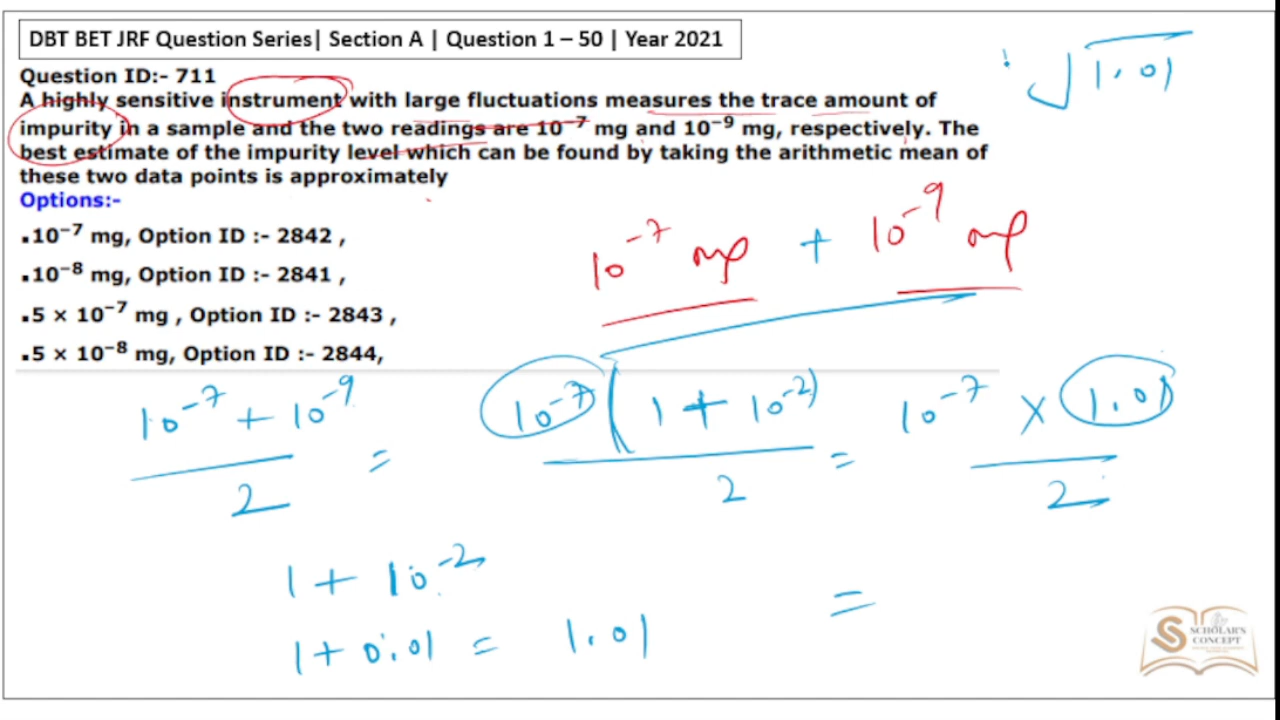 DBT BET JRF Question Series| Section A | Question 1 – 50 | Year 2021
√1.01
Question ID:- 711
A highly sensitive instrument with large fluctuations measures the trace amount of
impurity in a sample and the two readings are 10⁻⁷ mg and 10⁻⁹ mg, respectively. The
best estimate of the impurity level which can be found by taking the arithmetic mean of
these two data points is approximately
Options:-
.10⁻⁷ mg, Option ID :- 2842 ,
.10⁻⁸ mg, Option ID :- 2841 ,
.5 × 10⁻⁷ mg , Option ID :- 2843 ,
.5 × 10⁻⁸ mg, Option ID :- 2844,
10⁻⁷ mg + 10⁻⁹ mg
10⁻⁷ + 10⁻⁹ / 2 = 10⁻⁷ (1 + 10⁻²) / 2 = 10⁻⁷ × 1.01 / 2
1 + 10⁻²
=
1 + 0.01 = 1.01
SCHOLAR'S
CONCEPT